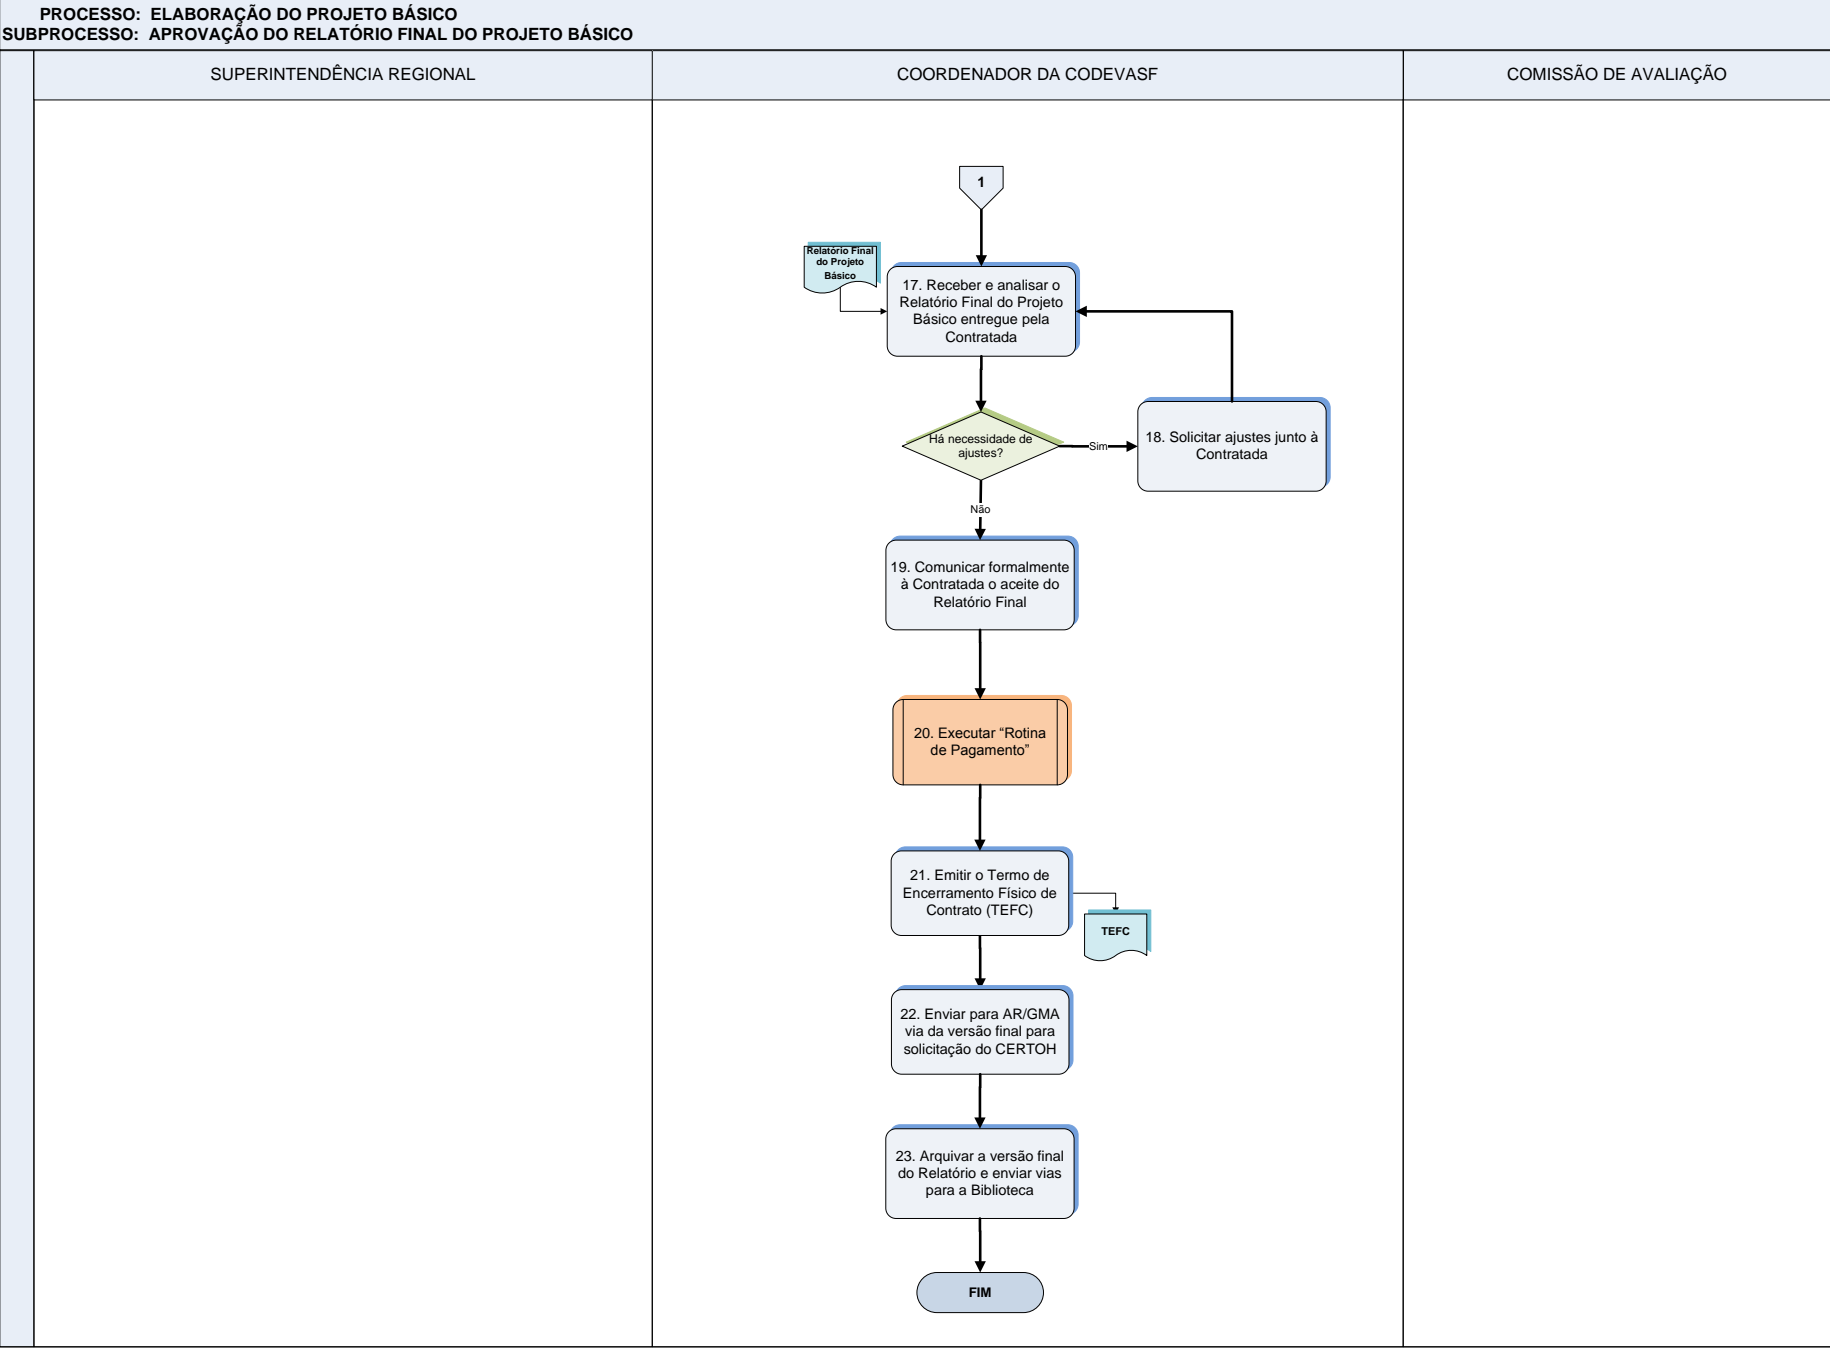 PROCESSO: ELABORAÇÃO DO PROJETO BÁSICO
SUBPROCESSO: APROVAÇÃO DO RELATÓRIO FINAL DO PROJETO BÁSICO
SUPERINTENDÊNCIA REGIONAL
COORDENADOR DA CODEVASF
COMISSÃO DE AVALIAÇÃO
1
Relatório Final
do Projeto
Básico
17. Receber e analisar o
Relatório Final do Projeto
Básico entregue pela
Contratada
Há necessidade de
ajustes?
Sim
18. Solicitar ajustes junto à
Contratada
Não
19. Comunicar formalmente
à Contratada o aceite do
Relatório Final
20. Executar “Rotina
de Pagamento”
21. Emitir o Termo de
Encerramento Físico de
Contrato (TEFC)
TEFC
22. Enviar para AR/GMA
via da versão final para
solicitação do CERTOH
23. Arquivar a versão final
do Relatório e enviar vias
para a Biblioteca
FIM